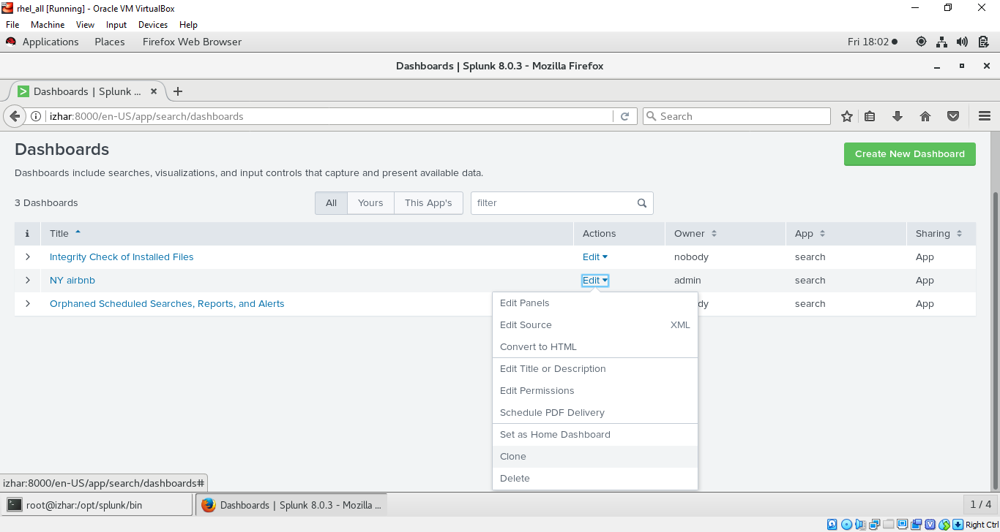 rhel_all [Running] - Oracle VM VirtualBox
File Machine View Input Devices Help
Applications Places Firefox Web Browser Fri 18:02
Dashboards | Splunk 8.0.3 - Mozilla Firefox
Dashboards | Splunk ...
izhar:8000/en-US/app/search/dashboards Search
Dashboards
Create New Dashboard
Dashboards include searches, visualizations, and input controls that capture and present available data.
3 Dashboards All Yours This App's filter
i Title Actions Owner App Sharing
Integrity Check of Installed Files Edit nobody search App
NY airbnb Edit admin search App
Orphaned Scheduled Searches, Reports, and Alerts dy search App
Edit Panels
Edit Source XML
Convert to HTML
Edit Title or Description
Edit Permissions
Schedule PDF Delivery
Set as Home Dashboard
Clone
Delete
izhar:8000/en-US/app/search/dashboards#
root@izhar:/opt/splunk/bin Dashboards | Splunk 8.0.3 - Mozilla ... 1 / 4
Right Ctrl